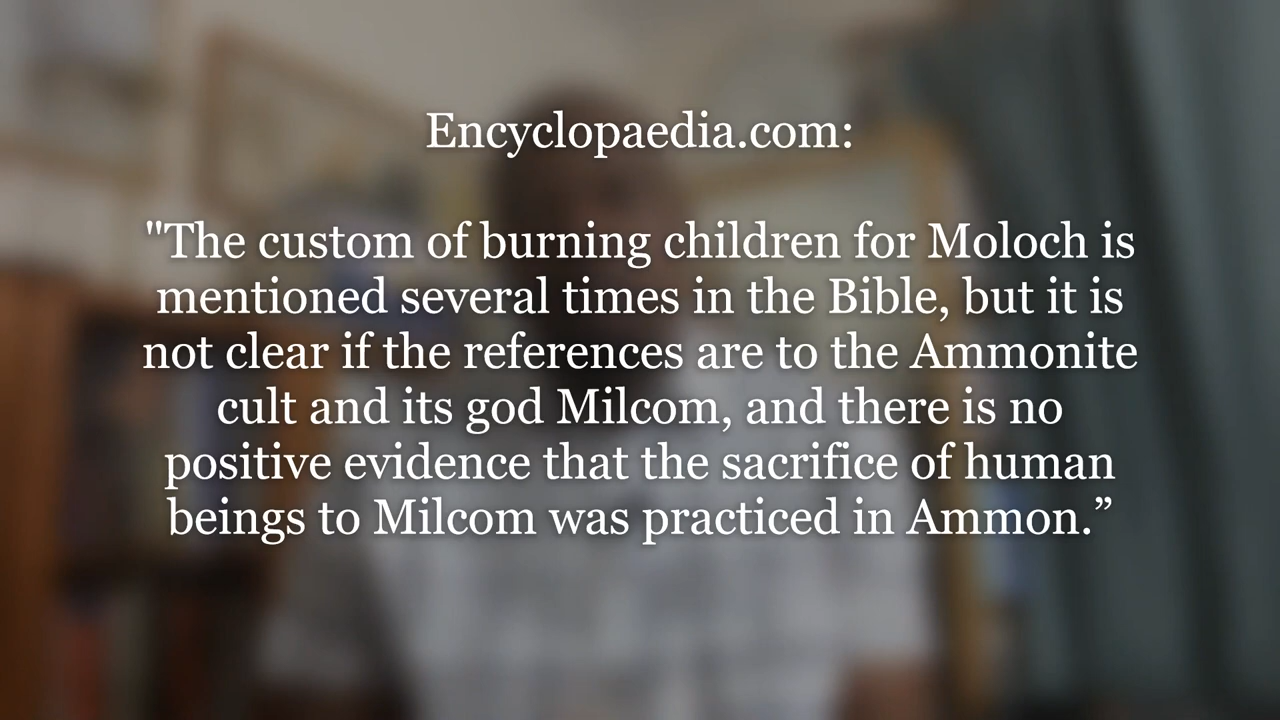 Encyclopaedia.com:
"The custom of burning children for Moloch is
mentioned several times in the Bible, but it is
not clear if the references are to the Ammonite
cult and its god Milcom, and there is no
positive evidence that the sacrifice of human
beings to Milcom was practiced in Ammon.”